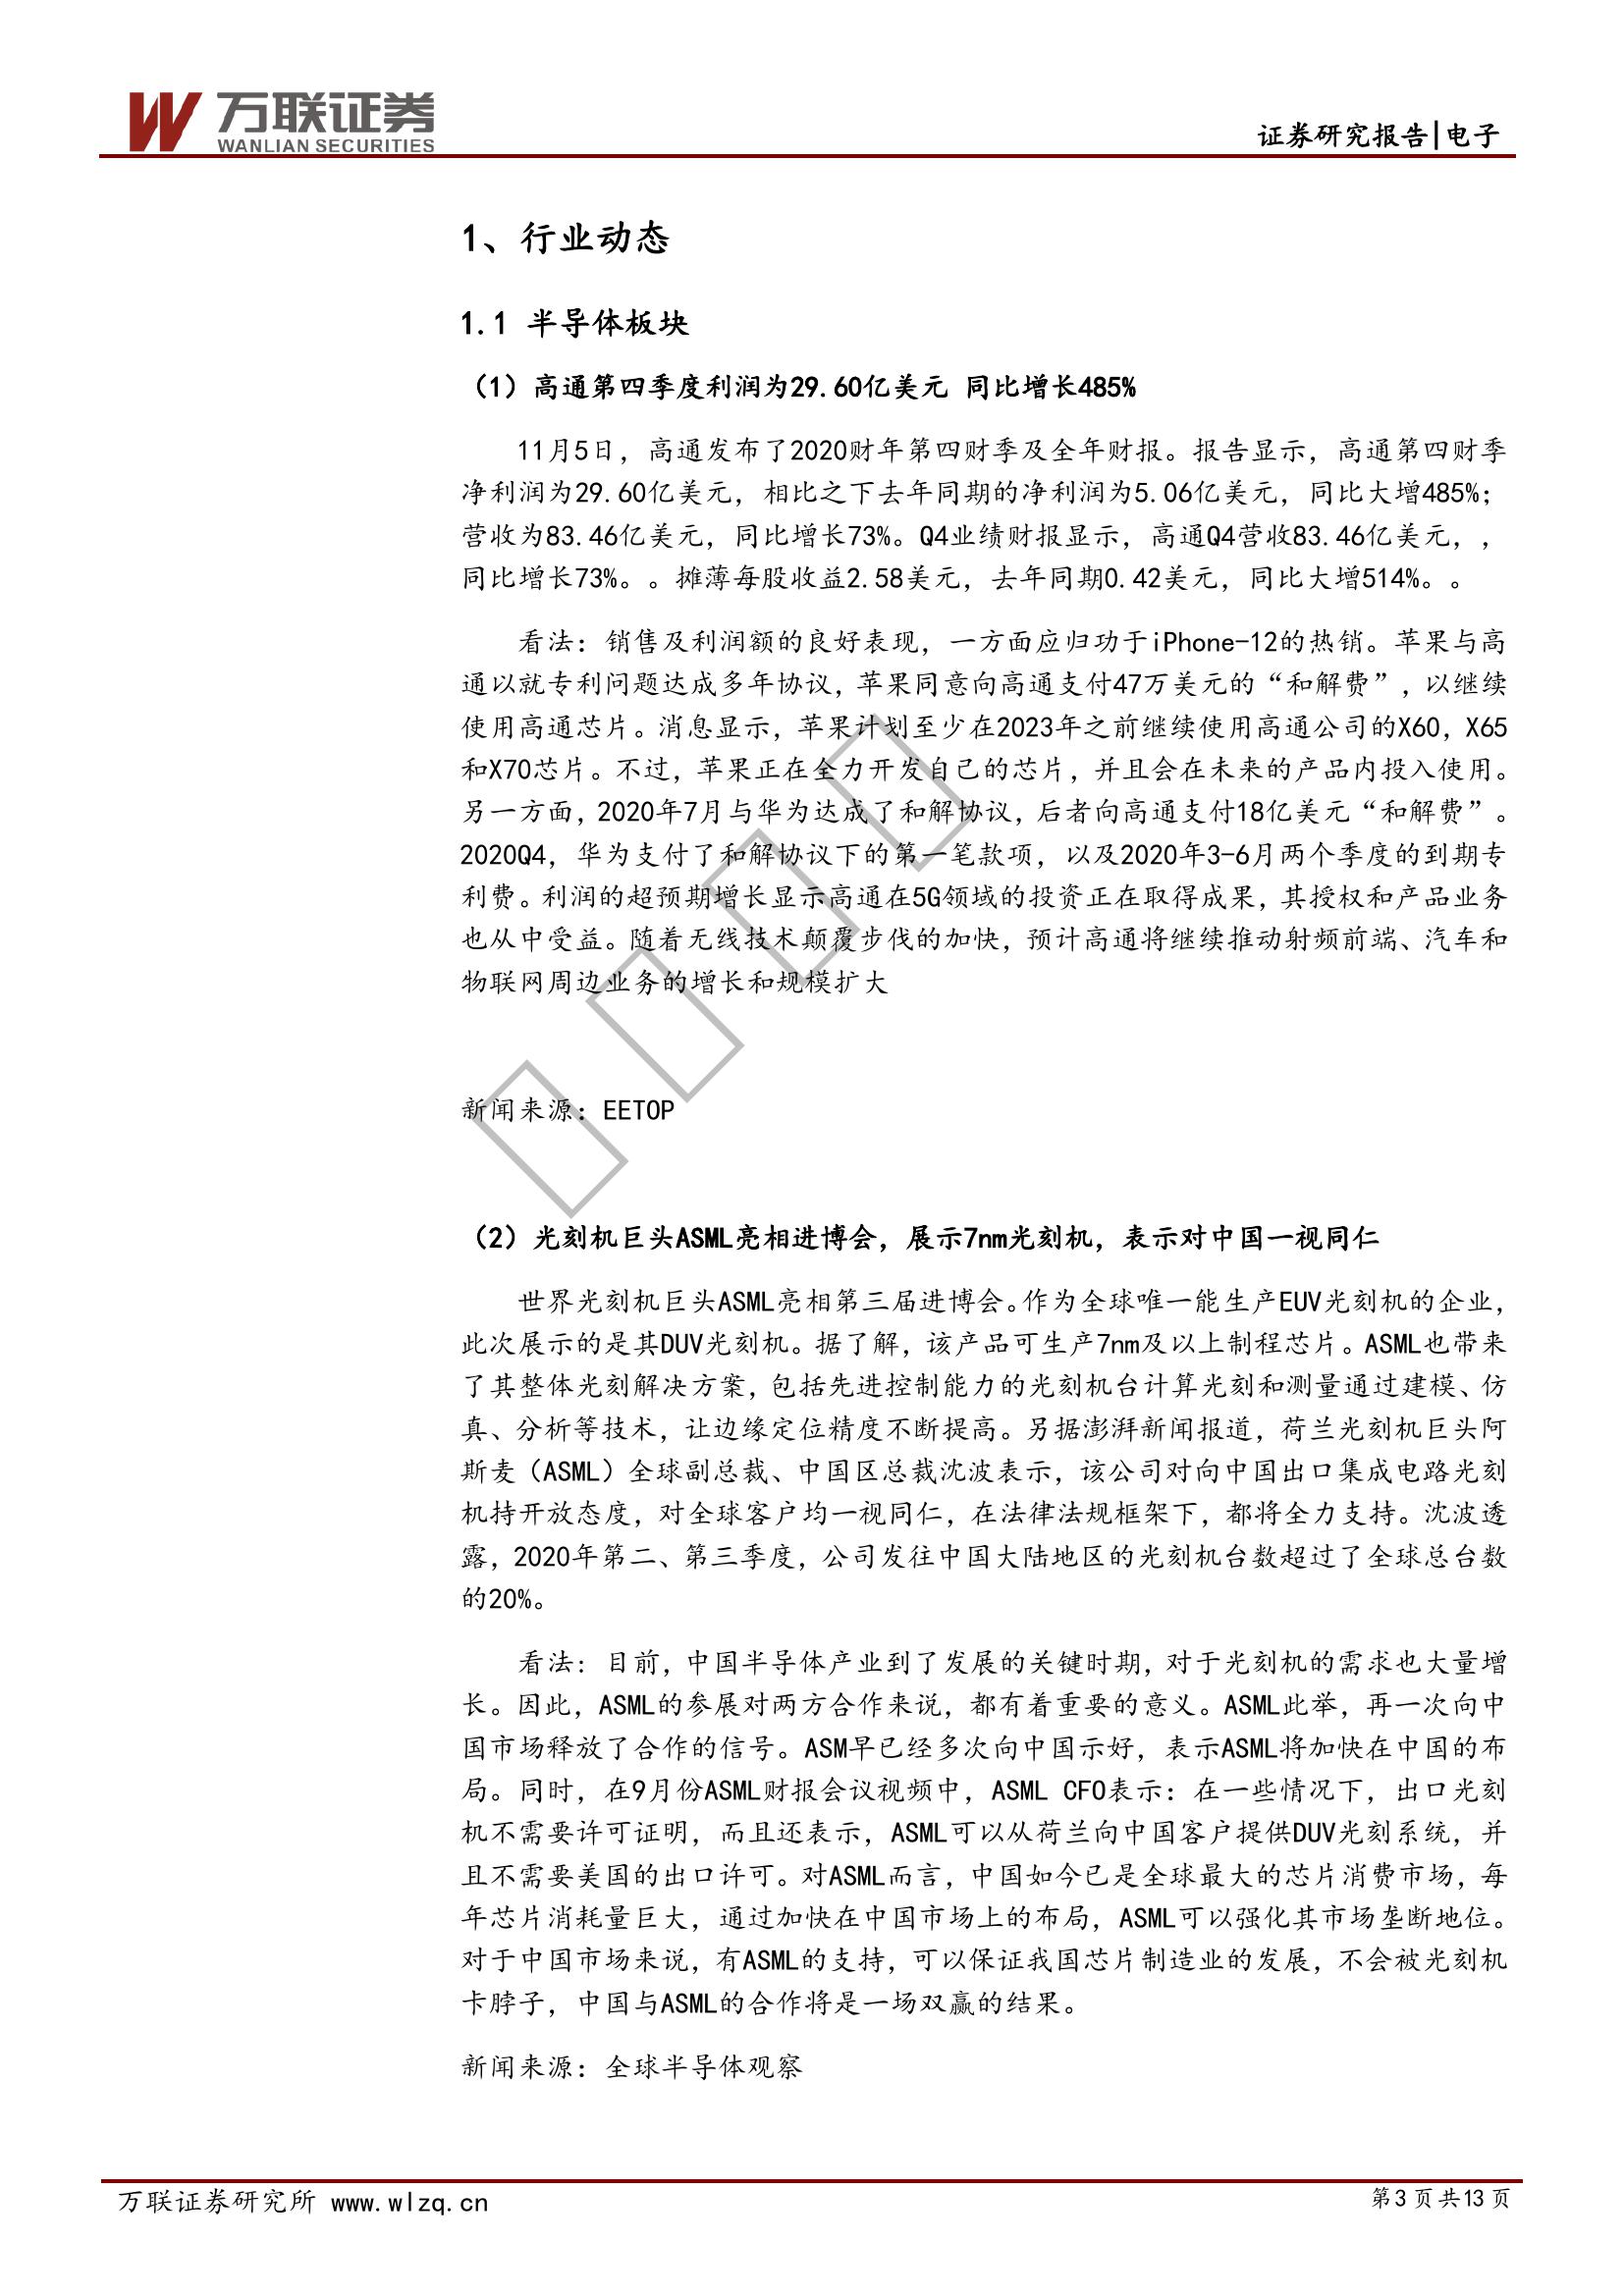 万联证券
WANLIAN SECURITIES
证券研究报告|电子
1、行业动态
1.1 半导体板块
（1）高通第四季度利润为29.60亿美元 同比增长485%
11月5日，高通发布了2020财年第四财季及全年财报。报告显示，高通第四财季
净利润为29.60亿美元，相比之下去年同期的净利润为5.06亿美元，同比大增485%；
营收为83.46亿美元，同比增长73%。Q4业绩财报显示，高通Q4营收83.46亿美元，，
同比增长73%。。摊薄每股收益2.58美元，去年同期0.42美元，同比大增514%。。
看法：销售及利润额的良好表现，一方面应归功于iPhone-12的热销。苹果与高
通以就专利问题达成多年协议，苹果同意向高通支付47万美元的“和解费”，以继续
使用高通芯片。消息显示，苹果计划至少在2023年之前继续使用高通公司的X60，X65
和X70芯片。不过，苹果正在全力开发自己的芯片，并且会在未来的产品内投入使用。
另一方面，2020年7月与华为达成了和解协议，后者向高通支付18亿美元“和解费”。
2020Q4，华为支付了和解协议下的第一笔款项，以及2020年3-6月两个季度的到期专
利费。利润的超预期增长显示高通在5G领域的投资正在取得成果，其授权和产品业务
也从中受益。随着无线技术颠覆步伐的加快，预计高通将继续推动射频前端、汽车和
物联网周边业务的增长和规模扩大
新闻来源：EETOP
（2）光刻机巨头ASML亮相进博会，展示7nm光刻机，表示对中国一视同仁
世界光刻机巨头ASML亮相第三届进博会。作为全球唯一能生产EUV光刻机的企业，
此次展示的是其DUV光刻机。据了解，该产品可生产7nm及以上制程芯片。ASML也带来
了其整体光刻解决方案，包括先进控制能力的光刻机台计算光刻和测量通过建模、仿
真、分析等技术，让边缘定位精度不断提高。另据澎湃新闻报道，荷兰光刻机巨头阿
斯麦（ASML）全球副总裁、中国区总裁沈波表示，该公司对向中国出口集成电路光刻
机持开放态度，对全球客户均一视同仁，在法律法规框架下，都将全力支持。沈波透
露，2020年第二、第三季度，公司发往中国大陆地区的光刻机台数超过了全球总台数
的20%。
看法：目前，中国半导体产业到了发展的关键时期，对于光刻机的需求也大量增
长。因此，ASML的参展对两方合作来说，都有着重要的意义。ASML此举，再一次向中
国市场释放了合作的信号。ASM早已经多次向中国示好，表示ASML将加快在中国的布
局。同时，在9月份ASML财报会议视频中，ASML CFO表示：在一些情况下，出口光刻
机不需要许可证明，而且还表示，ASML可以从荷兰向中国客户提供DUV光刻系统，并
且不需要美国的出口许可。对ASML而言，中国如今已是全球最大的芯片消费市场，每
年芯片消耗量巨大，通过加快在中国市场上的布局，ASML可以强化其市场垄断地位。
对于中国市场来说，有ASML的支持，可以保证我国芯片制造业的发展，不会被光刻机
卡脖子，中国与ASML的合作将是一场双赢的结果。
新闻来源：全球半导体观察
万联证券研究所 www.wlzq.cn
第3页共13页